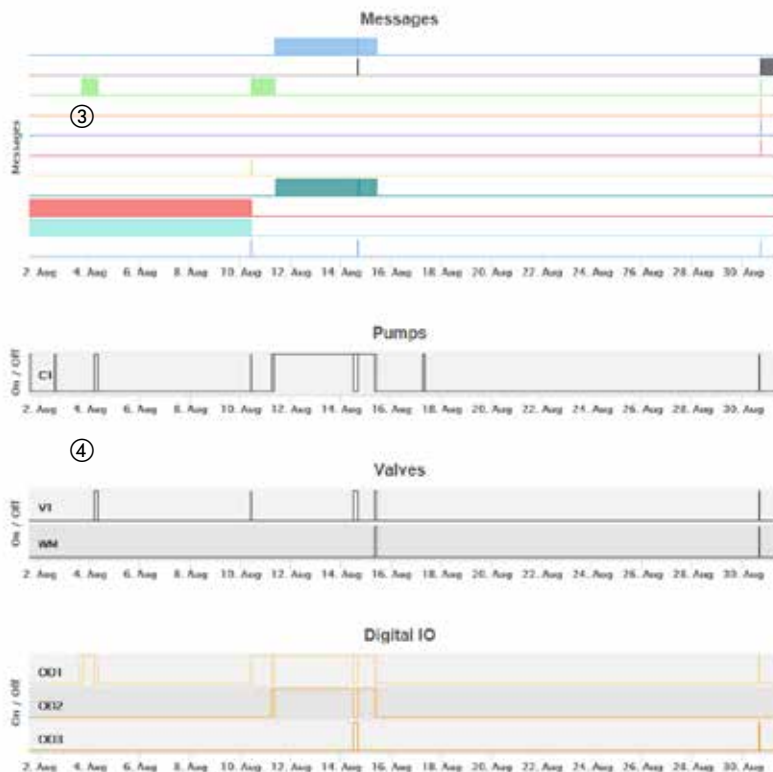 Messages
③
Messages
2. Aug 4. Aug 6. Aug 8. Aug 10. Aug 12. Aug 14. Aug 16. Aug 18. Aug 20. Aug 22. Aug 24. Aug 26. Aug 28. Aug 30. Aug
Pumps
On / Off
C1
2. Aug 4. Aug 6. Aug 8. Aug 10. Aug 12. Aug 14. Aug 16. Aug 18. Aug 20. Aug 22. Aug 24. Aug 26. Aug 28. Aug 30. Aug
④
Valves
On / Off
V1
WM
2. Aug 4. Aug 6. Aug 8. Aug 10. Aug 12. Aug 14. Aug 16. Aug 18. Aug 20. Aug 22. Aug 24. Aug 26. Aug 28. Aug 30. Aug
Digital IO
On / Off
OO1
OO2
OO3
2. Aug 4. Aug 6. Aug 8. Aug 10. Aug 12. Aug 14. Aug 16. Aug 18. Aug 20. Aug 22. Aug 24. Aug 26. Aug 28. Aug 30. Aug